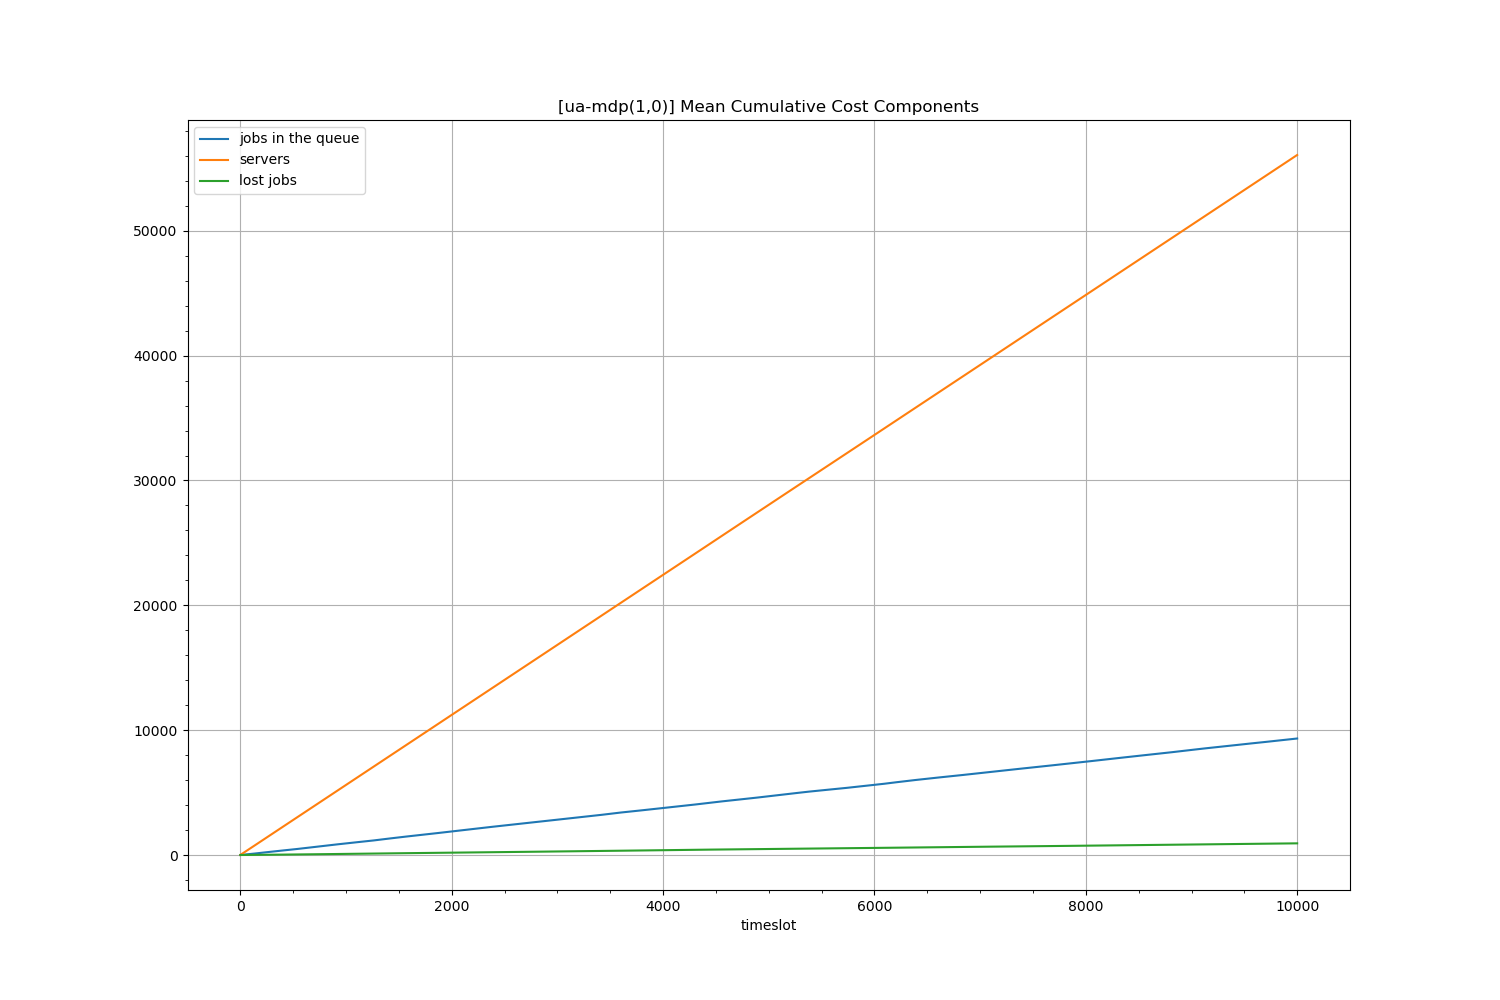 [ua-mdp(1,0)] Mean Cumulative Cost Components
jobs in the queue
servers
lost jobs
50000
40000
30000
20000
10000
0
0 2000 4000 6000 8000 10000
timeslot